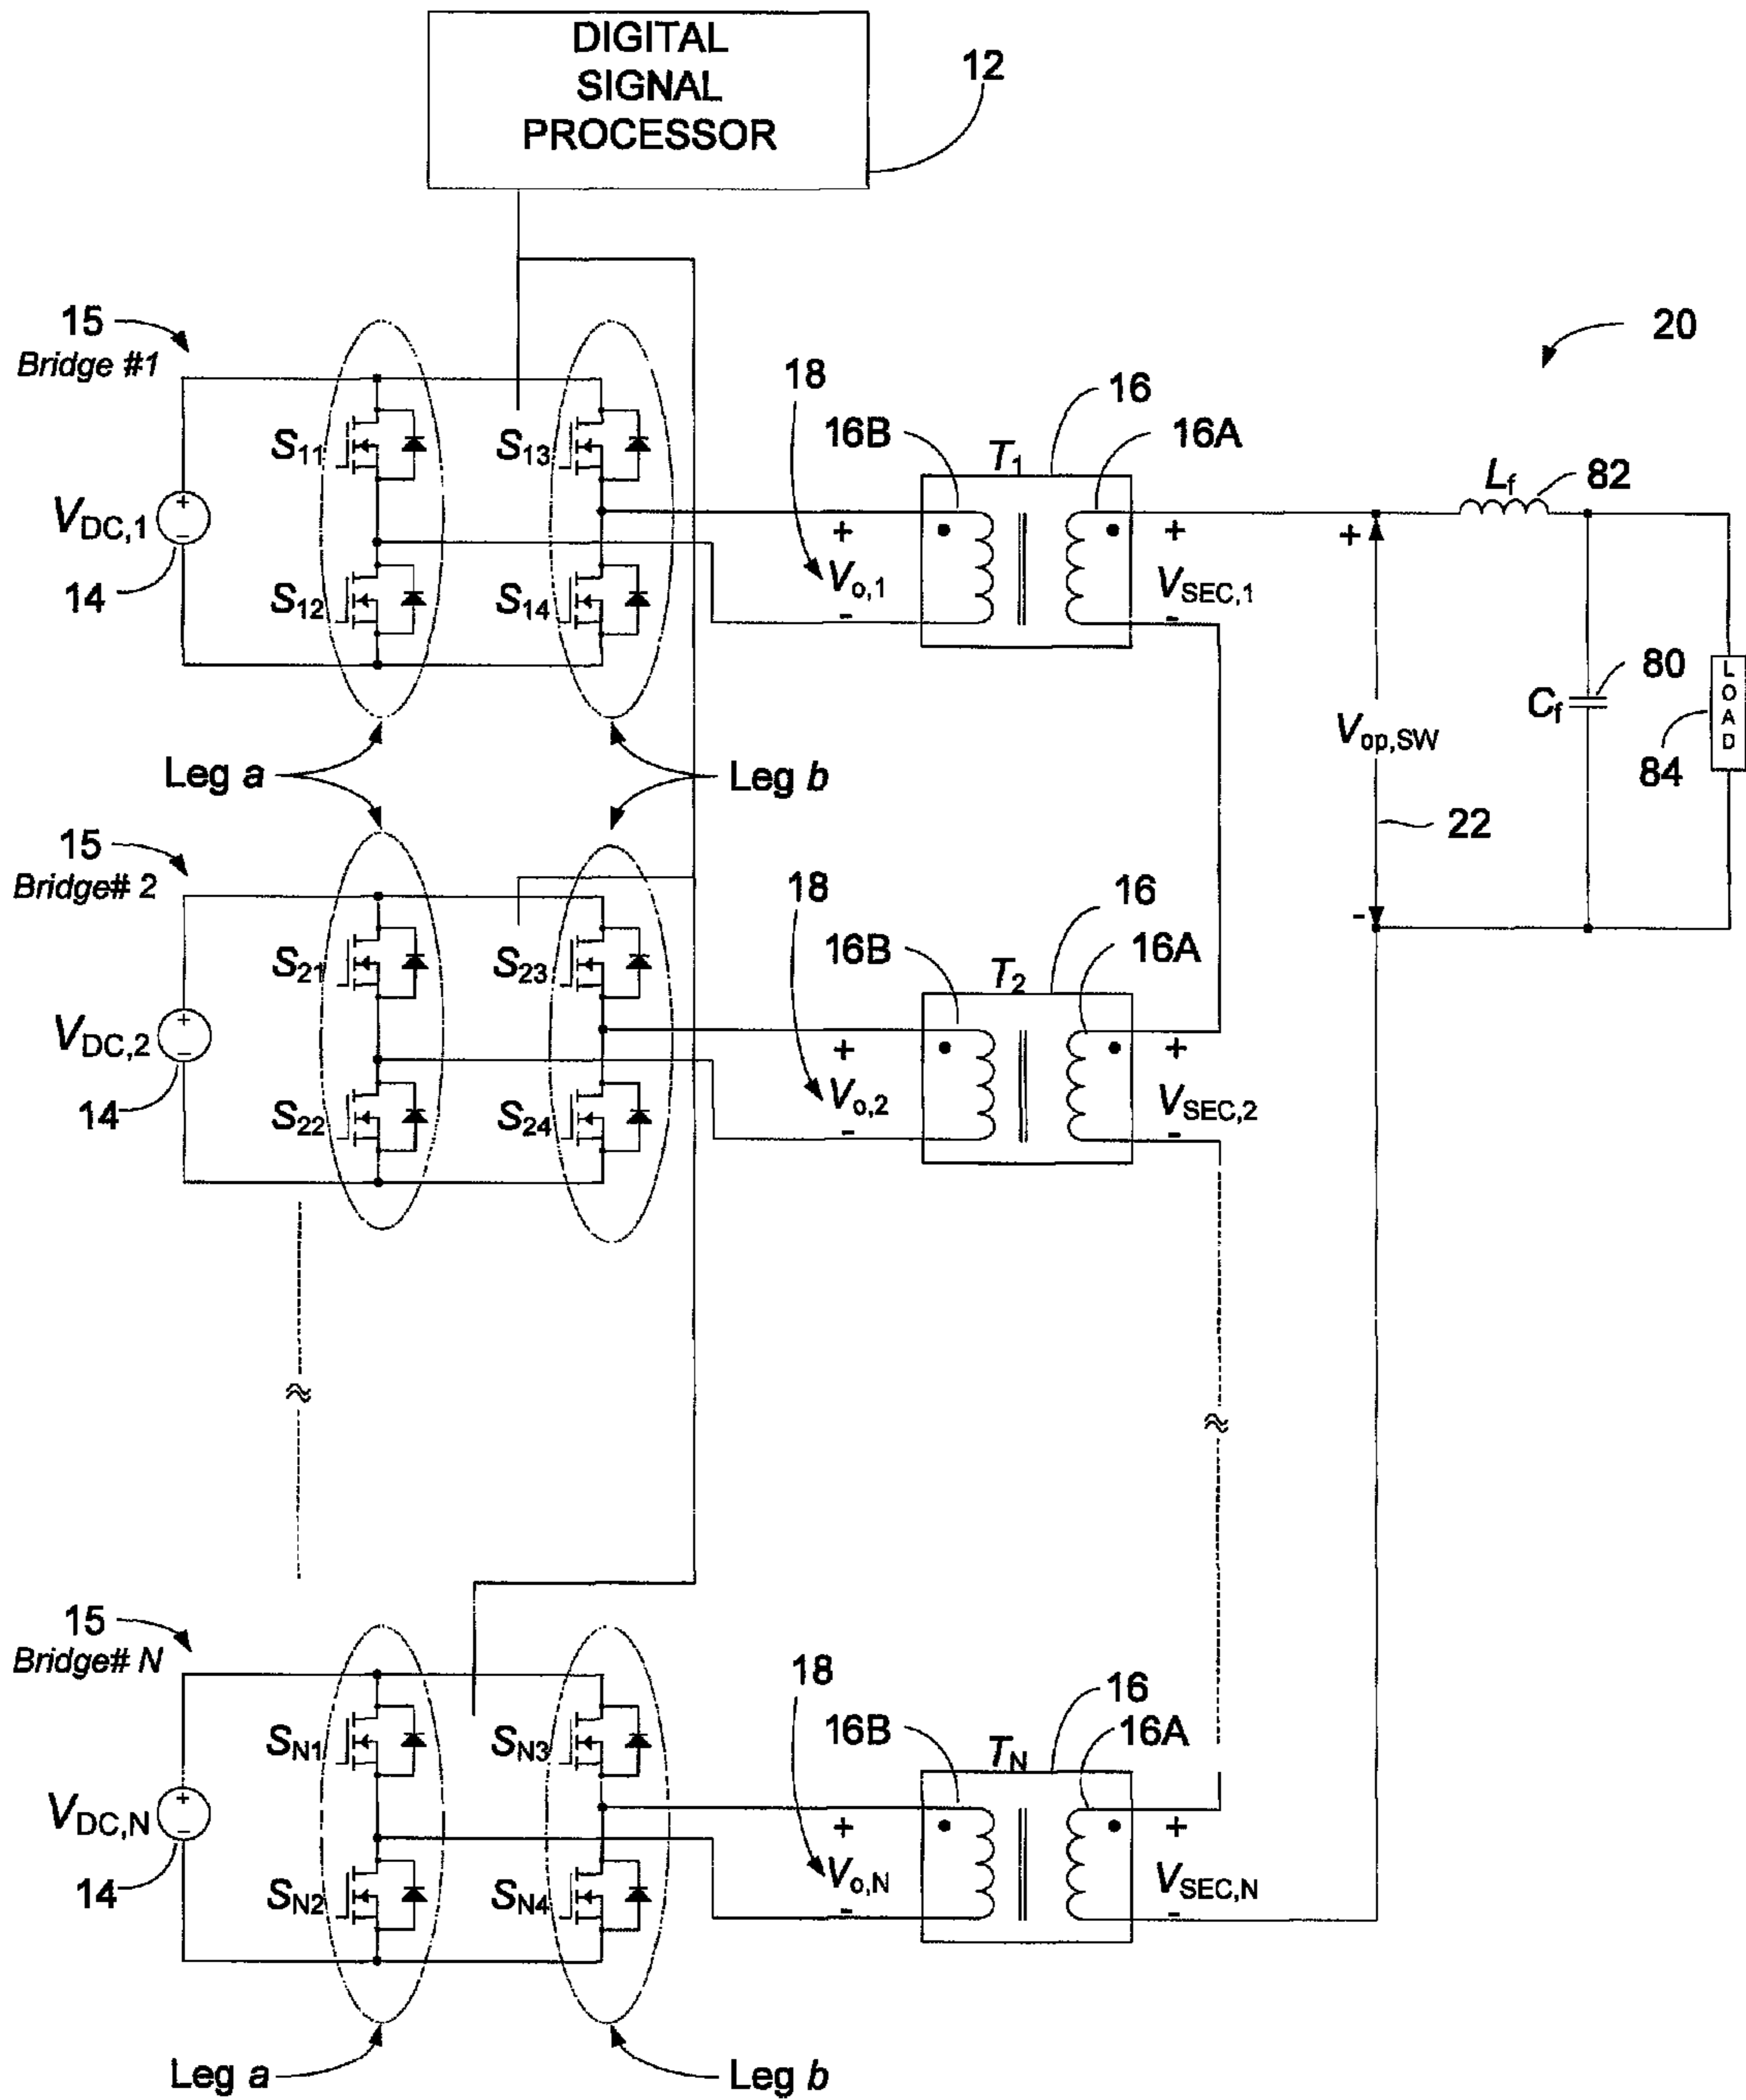 DIGITAL
SIGNAL
PROCESSOR
12
15
Bridge #1
20
18
16
16B
16A
T1
S11
S13
Lf
82
VDC,1
+
−
+
Vo,1
-
+
VSEC,1
-
+
14
S12
S14
Cf
80
LOAD
Vop,SW
84
Leg a
Leg b
22
-
15
Bridge# 2
18
16
16B
16A
T2
S21
S23
VDC,2
+
−
+
Vo,2
-
+
VSEC,2
-
14
S22
S24
≈
≈
15
Bridge# N
18
16
16B
16A
TN
SN1
SN3
VDC,N
+
−
+
Vo,N
-
+
VSEC,N
-
14
SN2
SN4
Leg a
Leg b